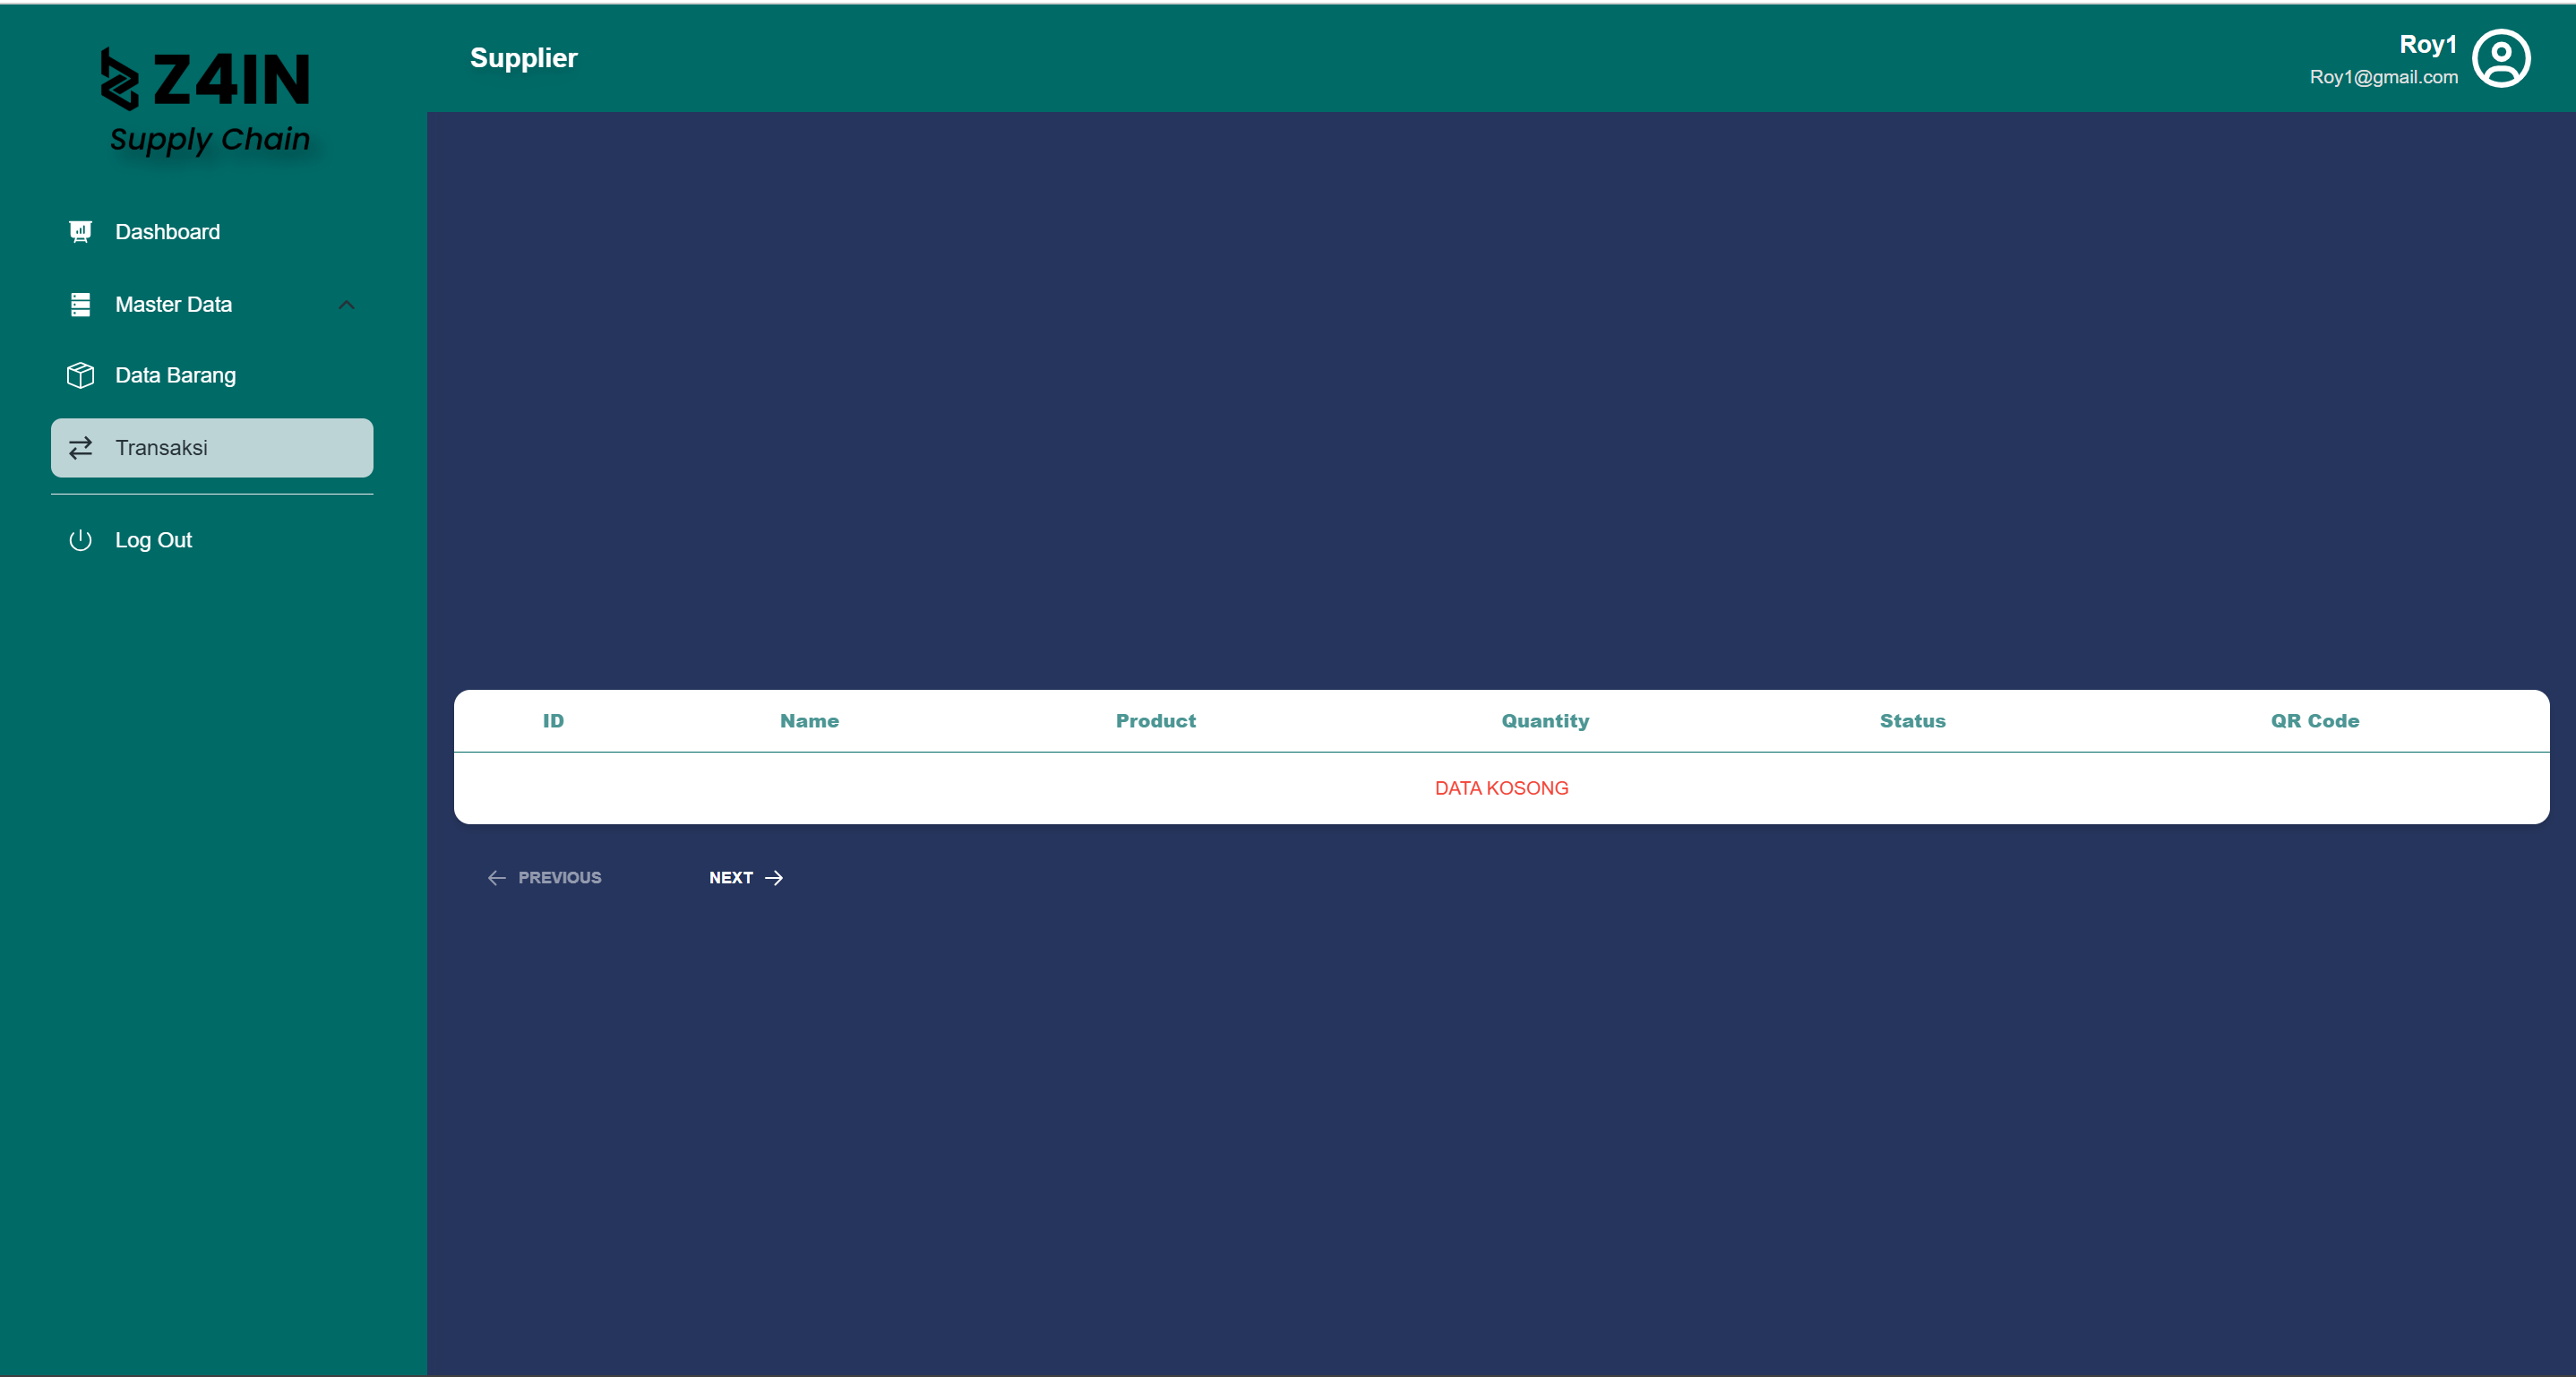 Z4IN
Supply Chain
Dashboard
Master Data
Data Barang
Transaksi
Log Out
Supplier
Roy1
Roy1@gmail.com
ID Name Product Quantity Status QR Code
DATA KOSONG
PREVIOUS NEXT